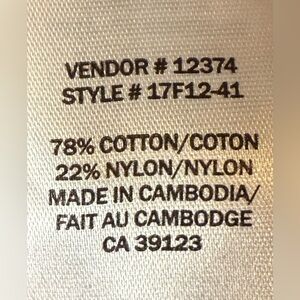 VENDOR # 12374
STYLE # 17F12-41
78% COTTON/COTON
22% NYLON/NYLON
MADE IN CAMBODIA/
FAIT AU CAMBODGE
CA 39123